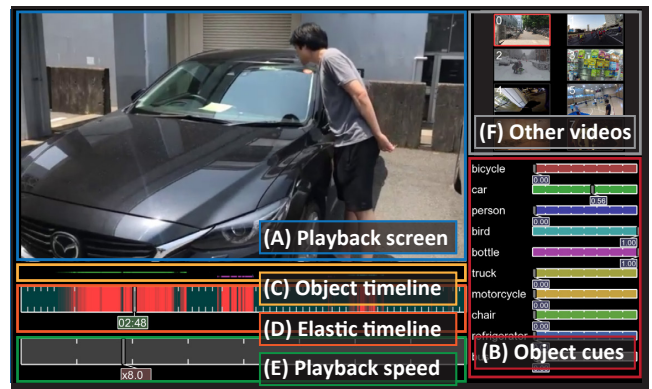 0
2
3
4
5
(F) Other videos
(A) Playback screen
bicycle
0.00
car
0.56
person
0.00
bird
1.00
bottle
1.00
truck
0.00
motorcycle
0.00
chair
0.00
refrigerator
(B) Object cues
(C) Object timeline
(D) Elastic timeline
02:48
(E) Playback speed
x8.0